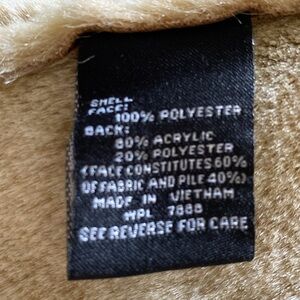 SHELL
FACE:
100% POLYESTER
BACK:
80% ACRYLIC
20% POLYESTER
(FACE CONSTITUTES 60%
OF FABRIC AND PILE 40%)
MADE IN VIETNAM
WPL 7888
SEE REVERSE FOR CARE